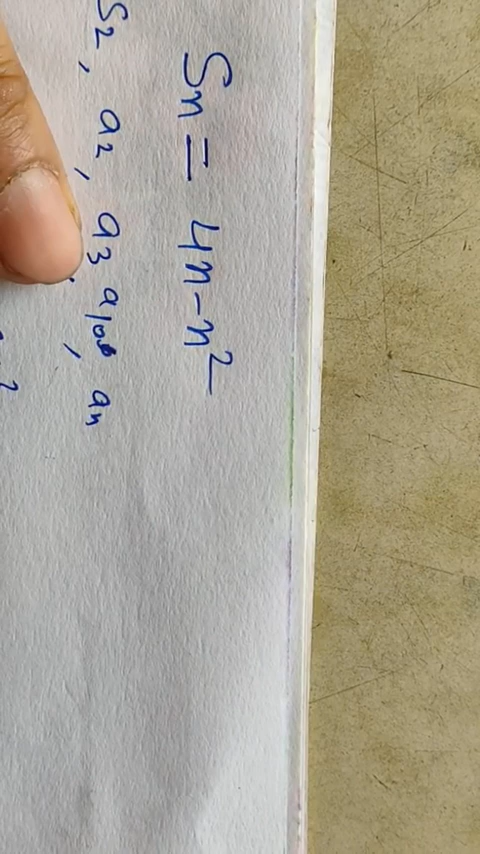 Sn = 4n-n²
S2, a2, a3, a10, an